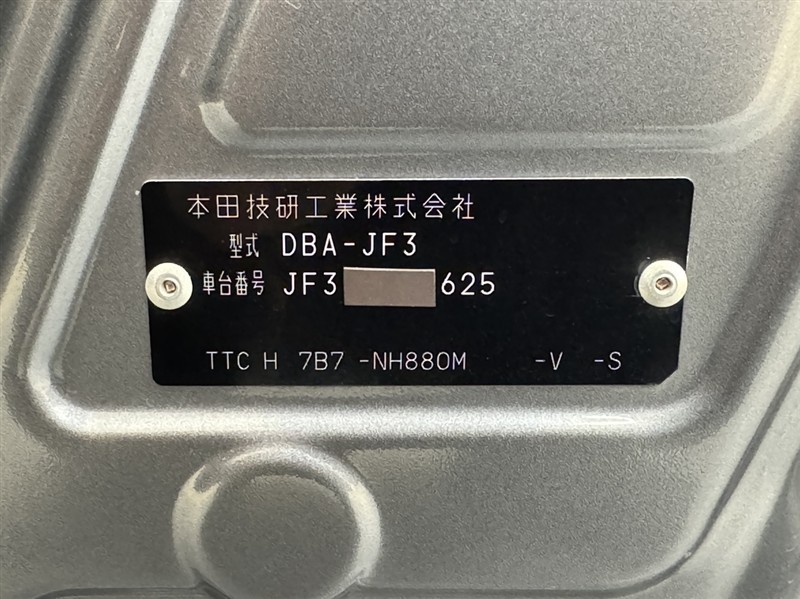 本田技研工業株式会社
型式 DBA-JF3
車台番号 JF3 625
TTC H 7B7 -NH880M -V -S